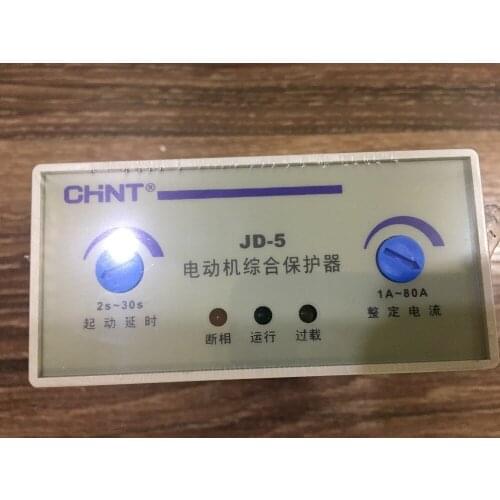 CHNT®
JD-5
电动机综合保护器
2s~30s
起动延时
1A~80A
整定电流
断相 运行 过载